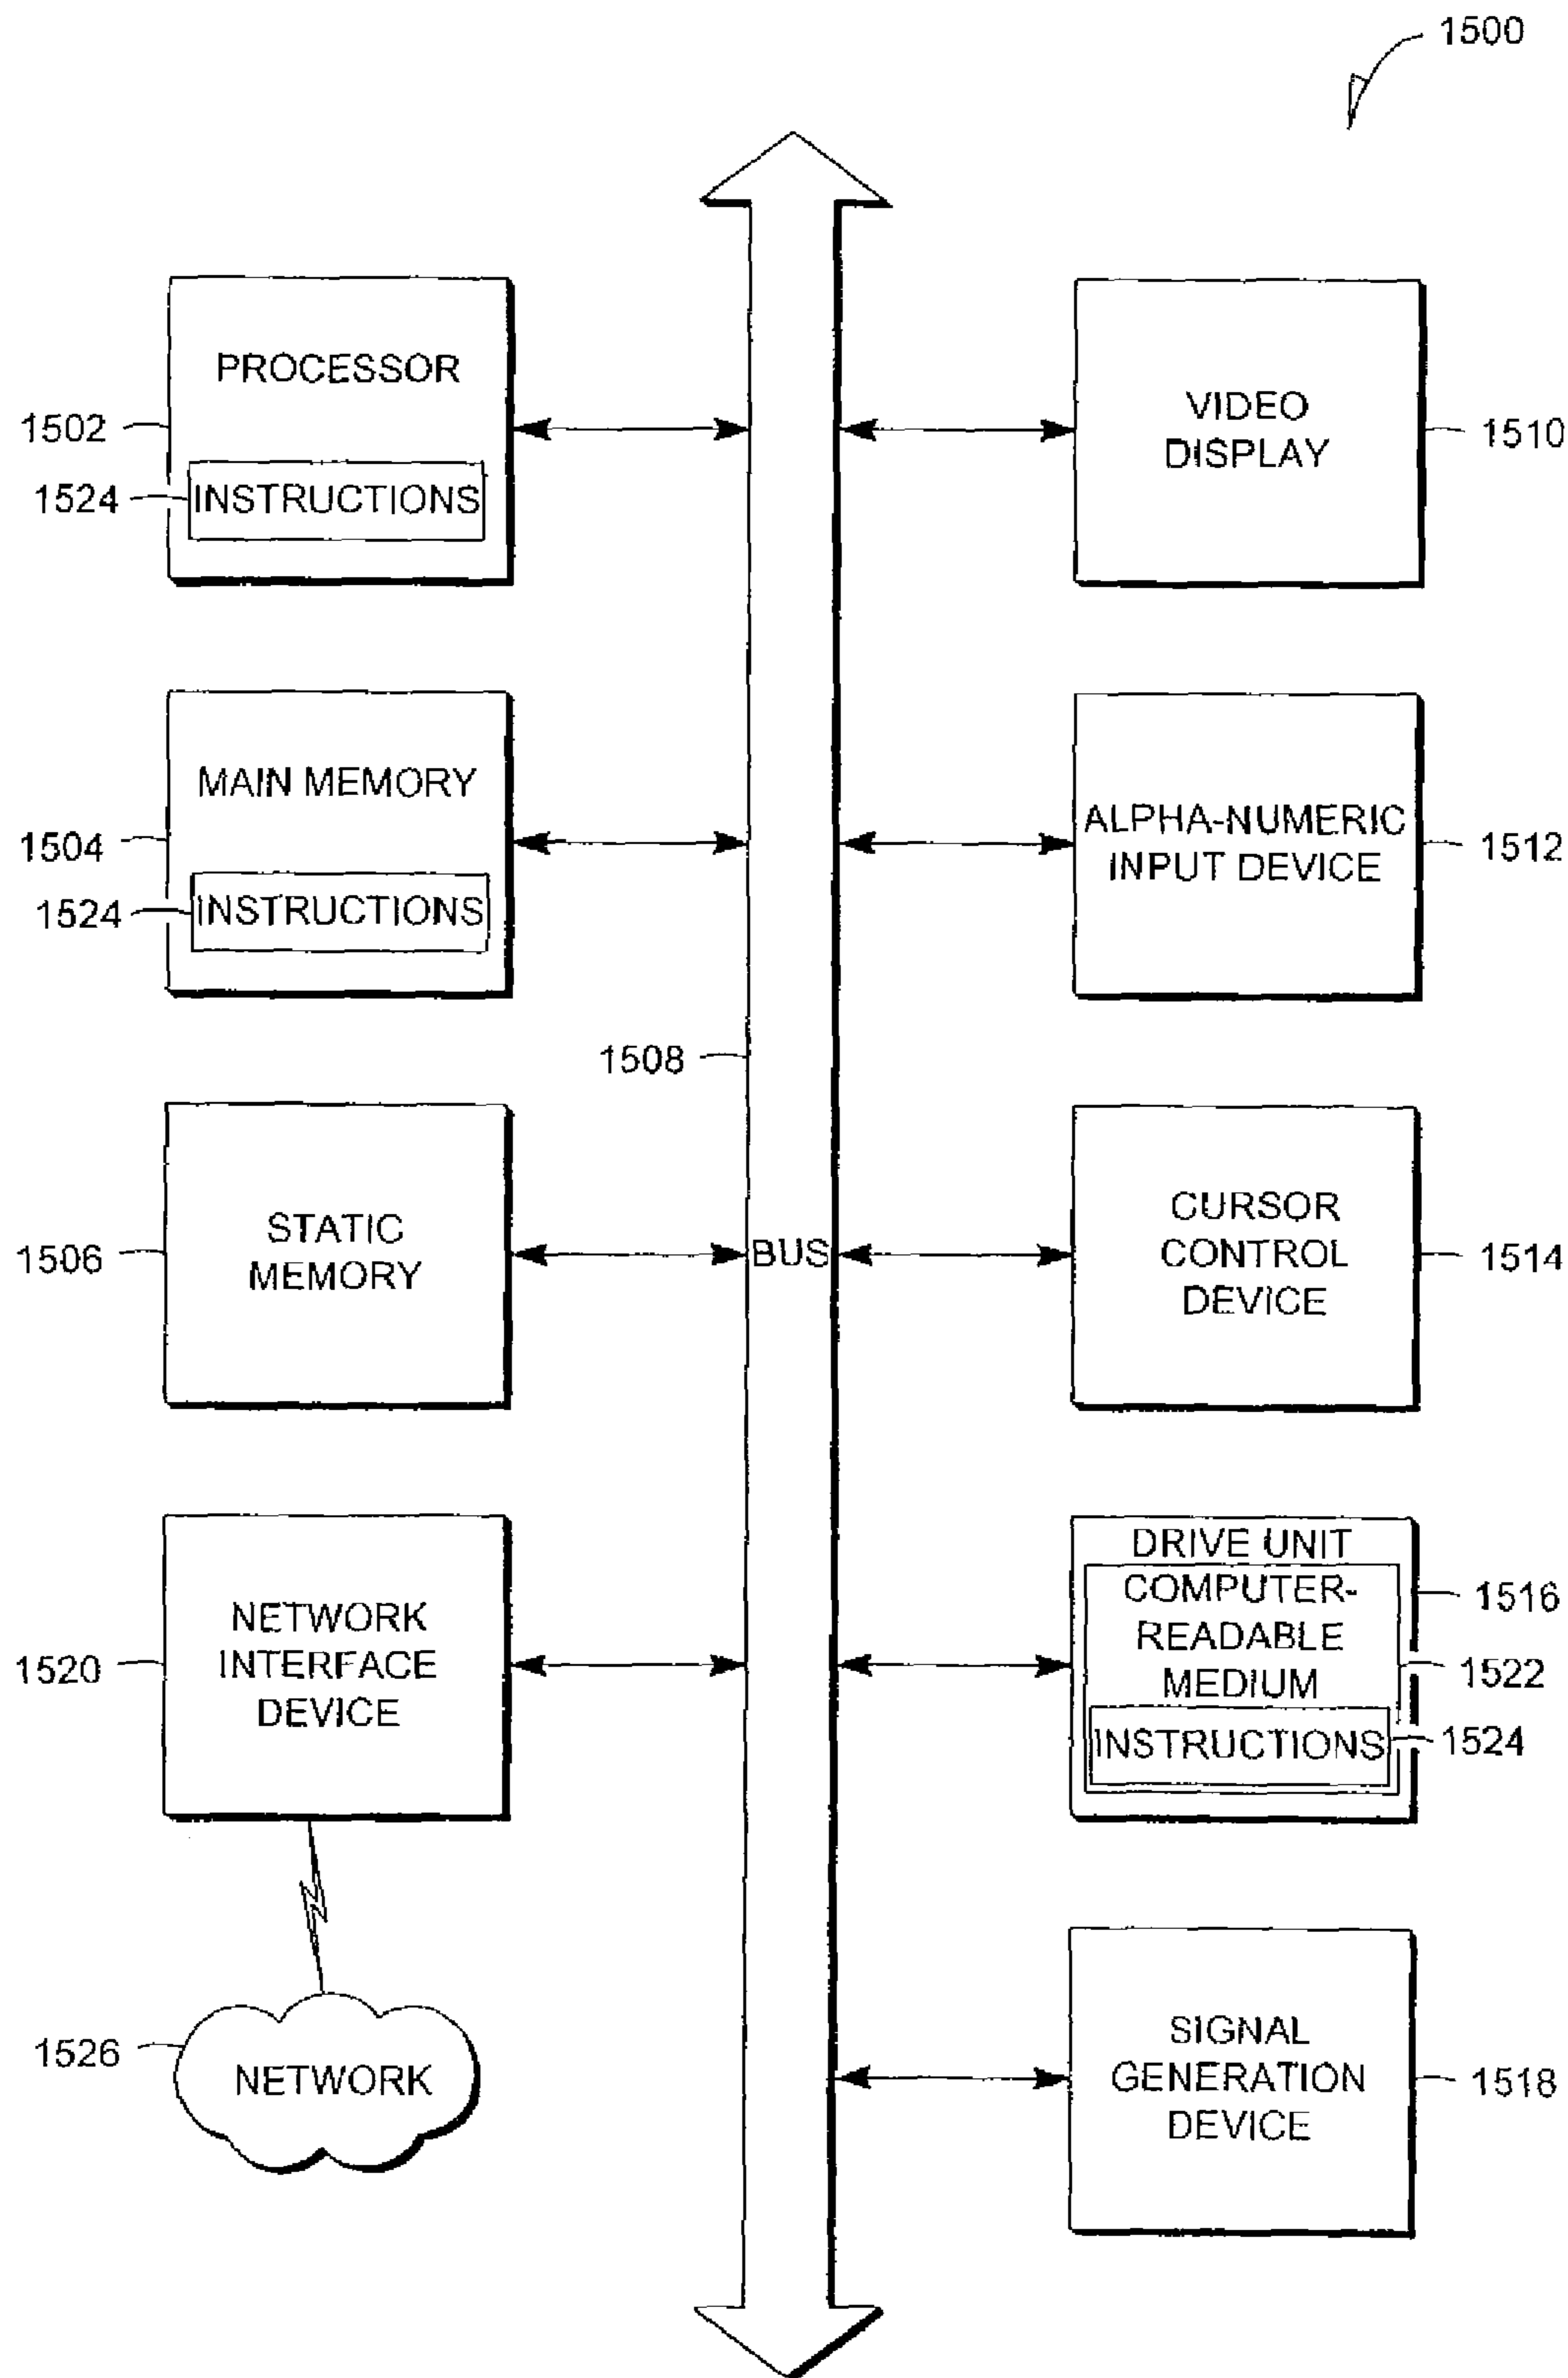 1500
PROCESSOR
1502
1524
INSTRUCTIONS
VIDEO
DISPLAY
1510
MAIN MEMORY
1504
1524
INSTRUCTIONS
ALPHA-NUMERIC
INPUT DEVICE
1512
1508
STATIC
MEMORY
1506
BUS
CURSOR
CONTROL
DEVICE
1514
NETWORK
INTERFACE
DEVICE
1520
DRIVE UNIT
COMPUTER-
READABLE
MEDIUM
1516
1522
INSTRUCTIONS
1524
1526
NETWORK
SIGNAL
GENERATION
DEVICE
1518